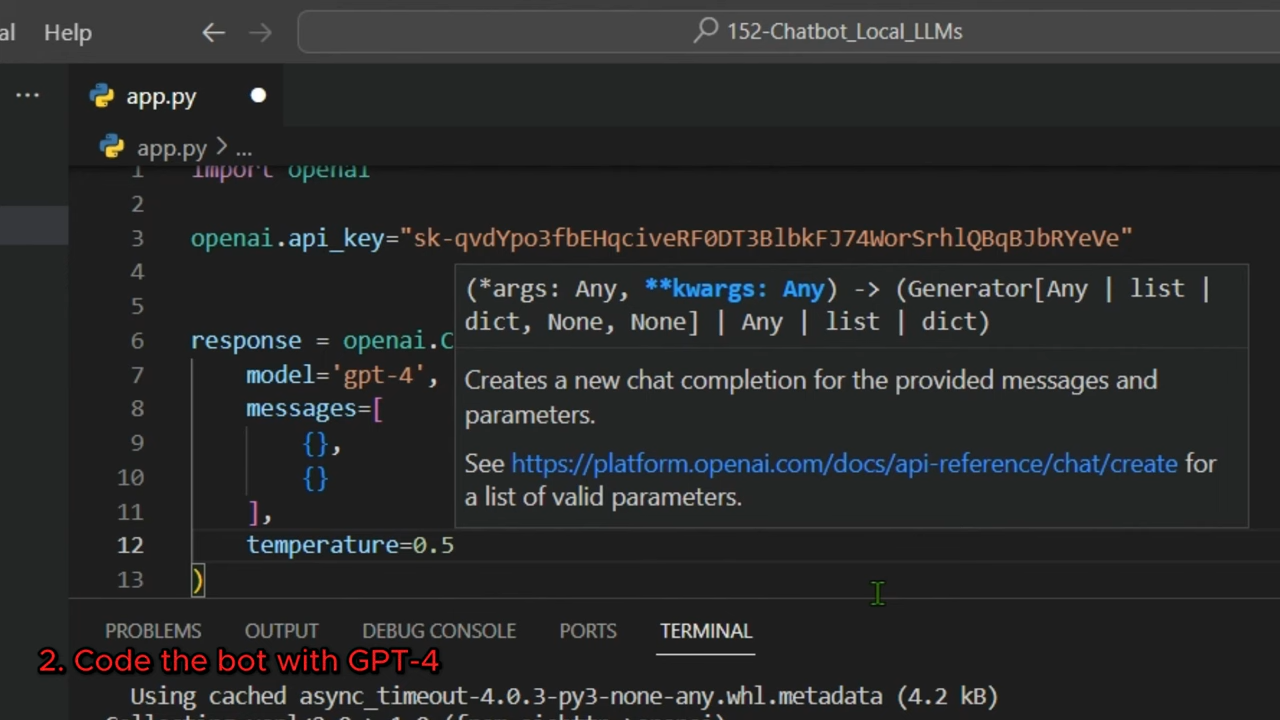 al Help 152-Chatbot_Local_LLMs
app.py
app.py > ...
1 import openai
2
3 openai.api_key="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"
4
(*args: Any, **kwargs: Any) -> (Generator[Any | list |
5
dict, None, None] | Any | list | dict)
6 response = openai.C
7 model='gpt-4',
Creates a new chat completion for the provided messages and
parameters.
8 messages=[
9 {},
See https://platform.openai.com/docs/api-reference/chat/create for
a list of valid parameters.
10 {}
11 ],
12 temperature=0.5
13 )
PROBLEMS OUTPUT DEBUG CONSOLE PORTS TERMINAL
2. Code the bot with GPT-4
Using cached async_timeout-4.0.3-py3-none-any.whl.metadata (4.2 kB)